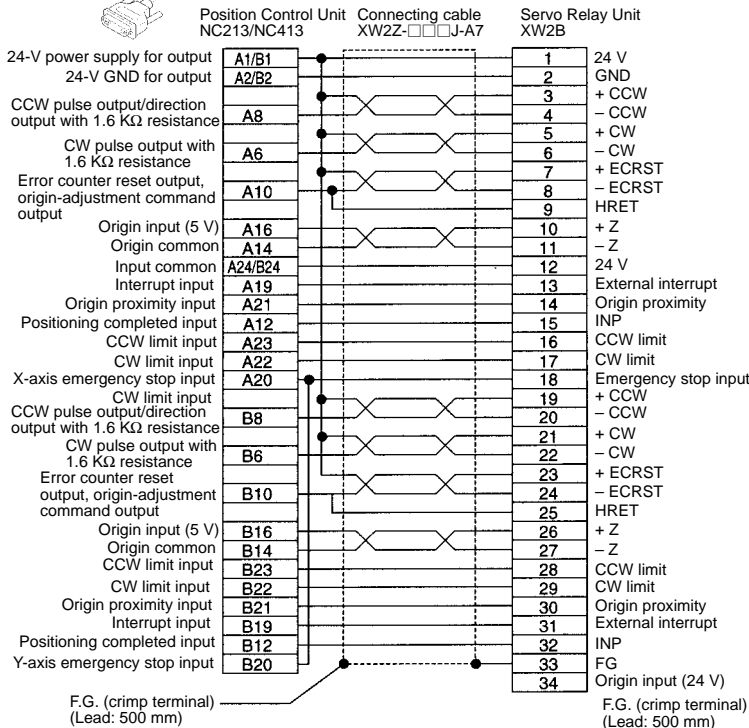 Position Control Unit Connecting cable Servo Relay Unit
NC213/NC413 XW2Z-□□□J-A7 XW2B
24-V power supply for output A1/B1 1 24 V
24-V GND for output A2/B2 2 GND
3 + CCW
CCW pulse output/direction
output with 1.6 KΩ resistance A8 4 – CCW
5 + CW
CW pulse output with
1.6 KΩ resistance A6 6 – CW
7 + ECRST
Error counter reset output,
origin-adjustment command
output A10 8 – ECRST
9 HRET
Origin input (5 V) A16 10 + Z
Origin common A14 11 – Z
Input common A24/B24 12 24 V
Interrupt input A19 13 External interrupt
Origin proximity input A21 14 Origin proximity
Positioning completed input A12 15 INP
CCW limit input A23 16 CCW limit
CW limit input A22 17 CW limit
X-axis emergency stop input A20 18 Emergency stop input
CW limit input 19 + CCW
CCW pulse output/direction
output with 1.6 KΩ resistance B8 20 – CCW
21 + CW
CW pulse output with
1.6 KΩ resistance B6 22 – CW
23 + ECRST
Error counter reset
output, origin-adjustment
command output B10 24 – ECRST
25 HRET
Origin input (5 V) B16 26 + Z
Origin common B14 27 – Z
CCW limit input B23 28 CCW limit
CW limit input B22 29 CW limit
Origin proximity input B21 30 Origin proximity
Interrupt input B19 31 External interrupt
Positioning completed input B12 32 INP
Y-axis emergency stop input B20 33 FG
34 Origin input (24 V)
F.G. (crimp terminal) F.G. (crimp terminal)
(Lead: 500 mm) (Lead: 500 mm)